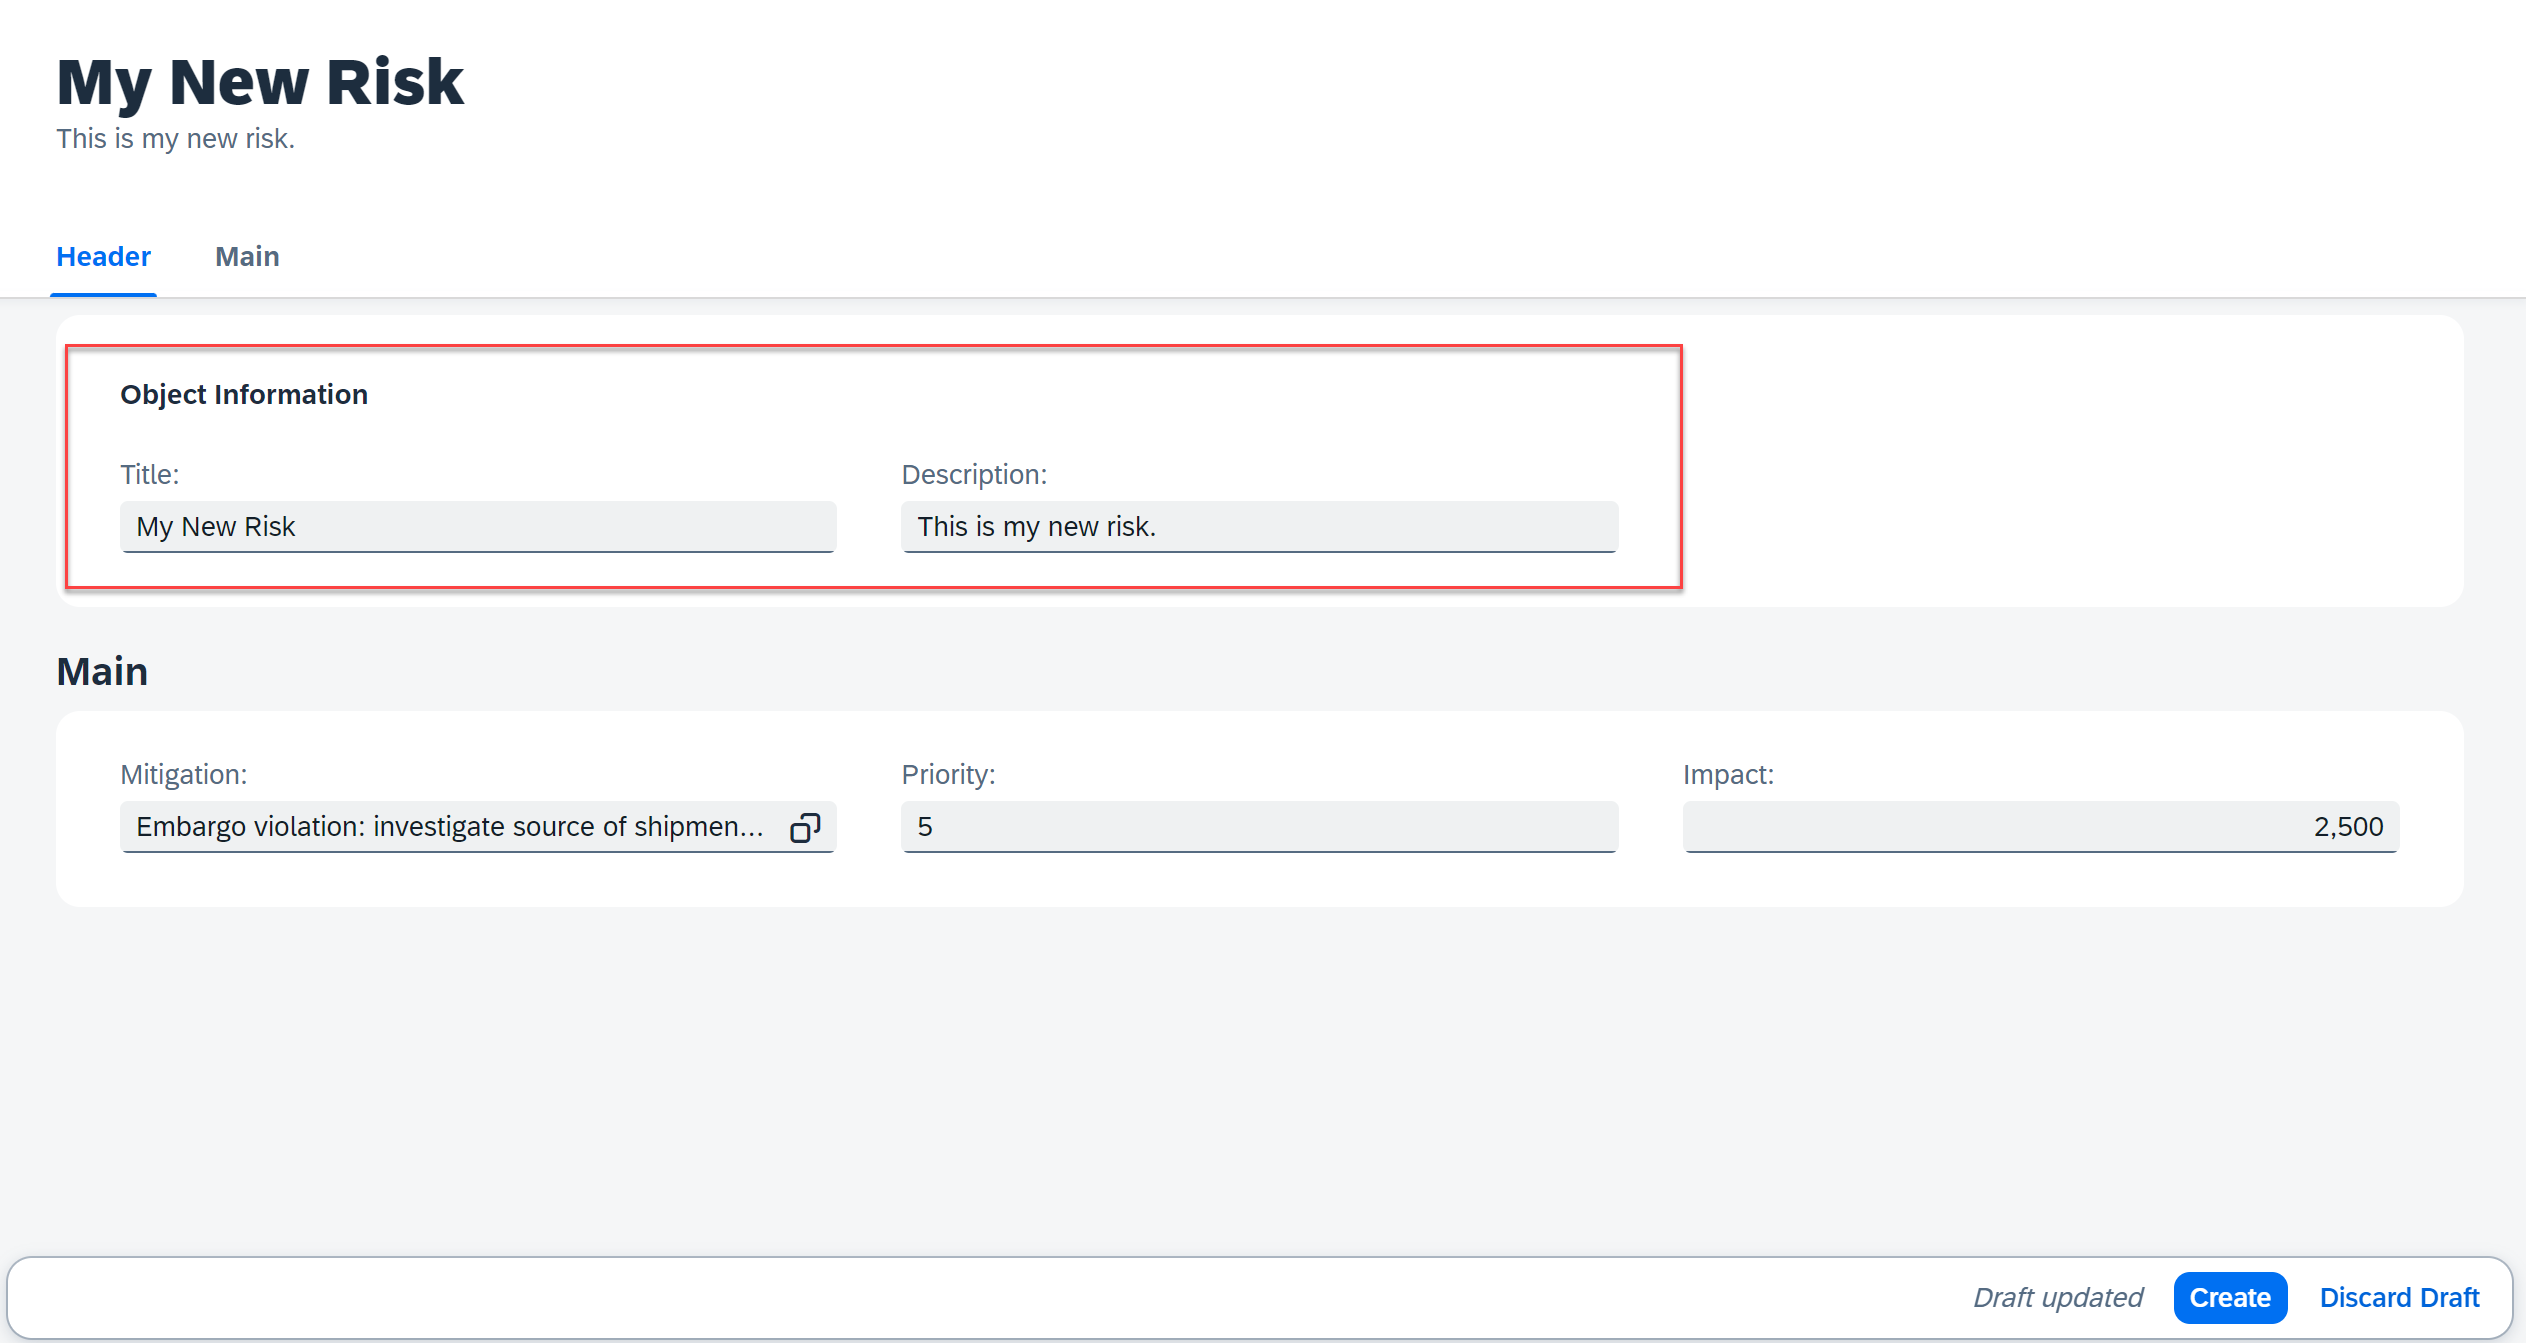 My New Risk
This is my new risk.
Header Main
Object Information
Title: Description:
My New Risk This is my new risk.
Main
Mitigation: Priority: Impact:
Embargo violation: investigate source of shipmen... 5 2,500
Draft updated Create Discard Draft